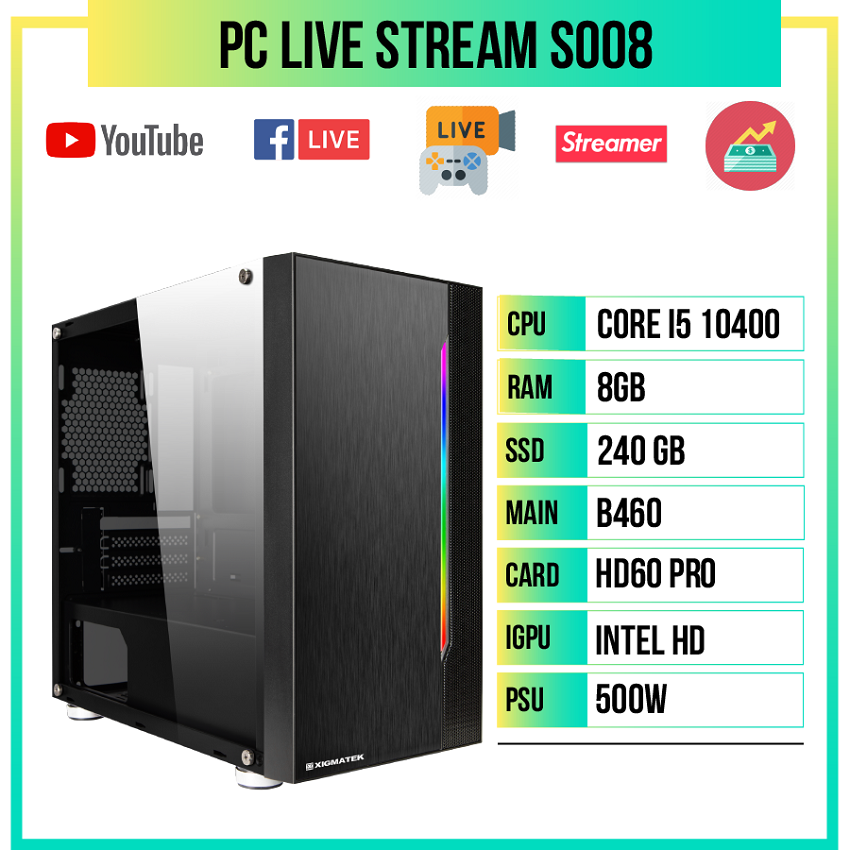 PC LIVE STREAM S008
YouTube
f LIVE
LIVE
Streamer
$
CPU CORE I5 10400
RAM 8GB
SSD 240 GB
MAIN B460
CARD HD60 PRO
IGPU INTEL HD
PSU 500W
XIGMATEK